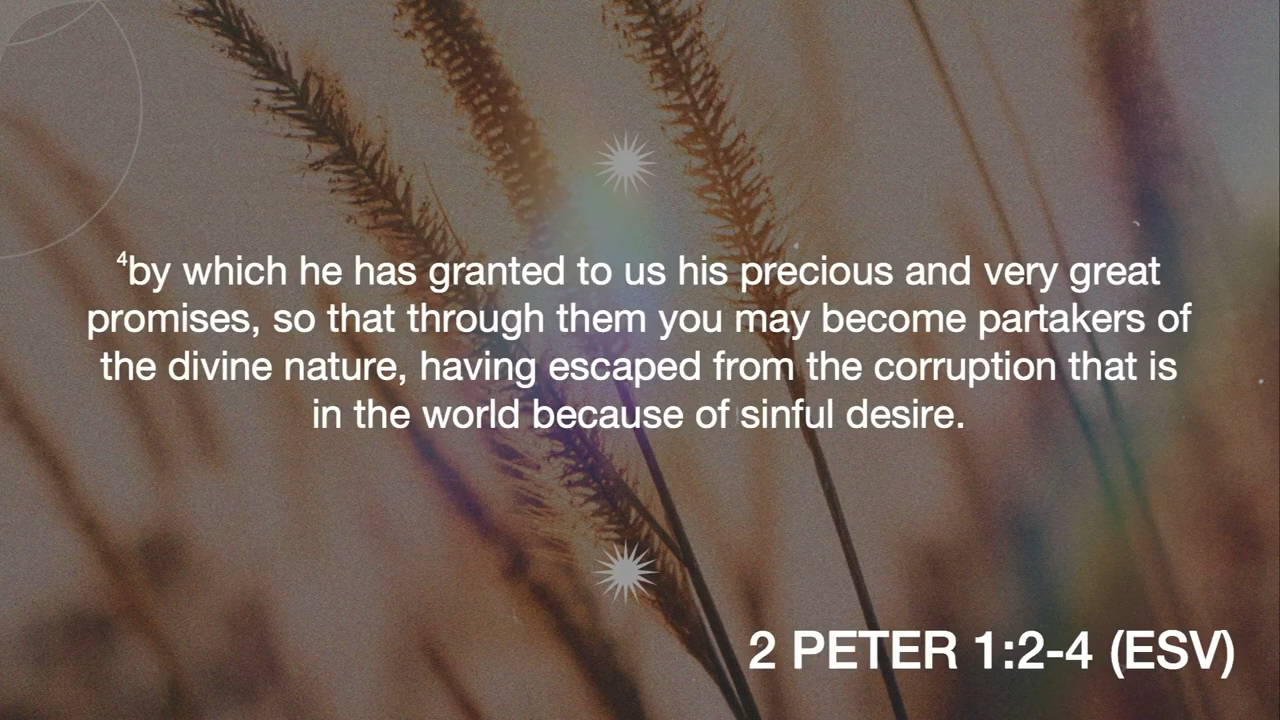 ⁴by which he has granted to us his precious and very great
promises, so that through them you may become partakers of
the divine nature, having escaped from the corruption that is
in the world because of sinful desire.
2 PETER 1:2-4 (ESV)